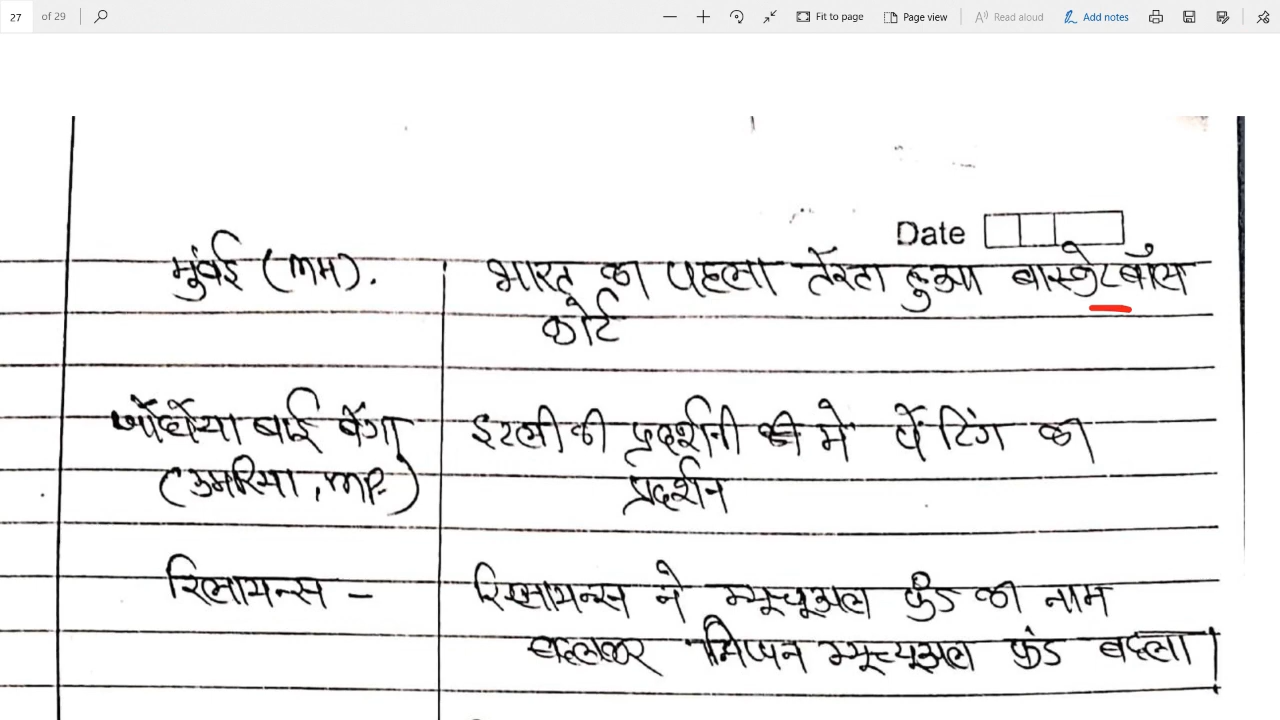 27 of 29 Fit to page Page view Read aloud Add notes
Date
मुंबई (MH). भारत का पहला तैरता हुआ बास्केटबॉल
कोर्ट
जोधैया बाई बैगा इटली की प्रदर्शनी में पेंटिंग का
(उमरिया, MP) प्रदर्शन
रिलायन्स – रिलायन्स ने म्यूचूअल फंड का नाम
बदलकर निप्पन म्यूच्यूअल फंड बदला|